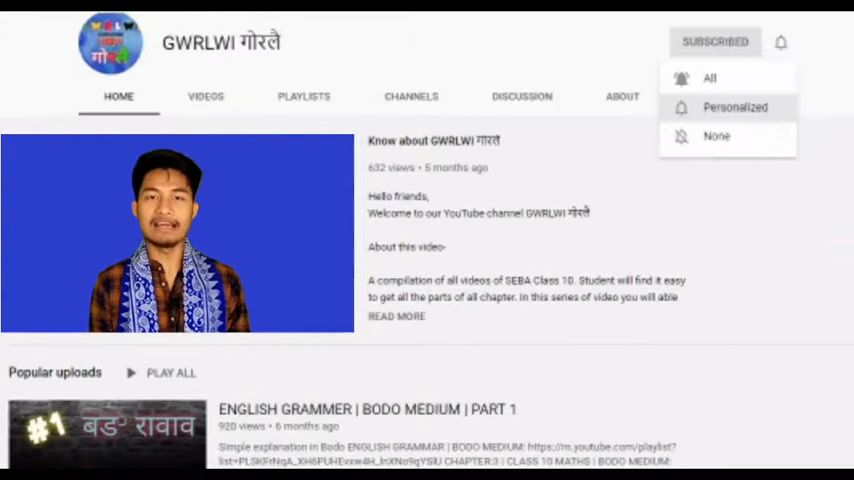 GWRLWI गोरलै
SUBSCRIBED
All
Personalized
None
HOME VIDEOS PLAYLISTS CHANNELS DISCUSSION ABOUT
Know about GWRLWI गोरलै
632 views • 5 months ago
Hello friends,
Welcome to our YouTube channel GWRLWI गोरलै
About this video-
A compilation of all videos of SEBA Class 10. Student will find it easy
to get all the parts of all chapter. In this series of video you will able
READ MORE
Popular uploads PLAY ALL
#1 बड' रावाव
ENGLISH GRAMMER | BODO MEDIUM | PART 1
920 views • 6 months ago
Simple explanation in Bodo ENGLISH GRAMMAR | BODO MEDIUM: https://m.youtube.com/playlist?
CHAPTER:3 | CLASS 10 MATHS | BODO MEDIUM: